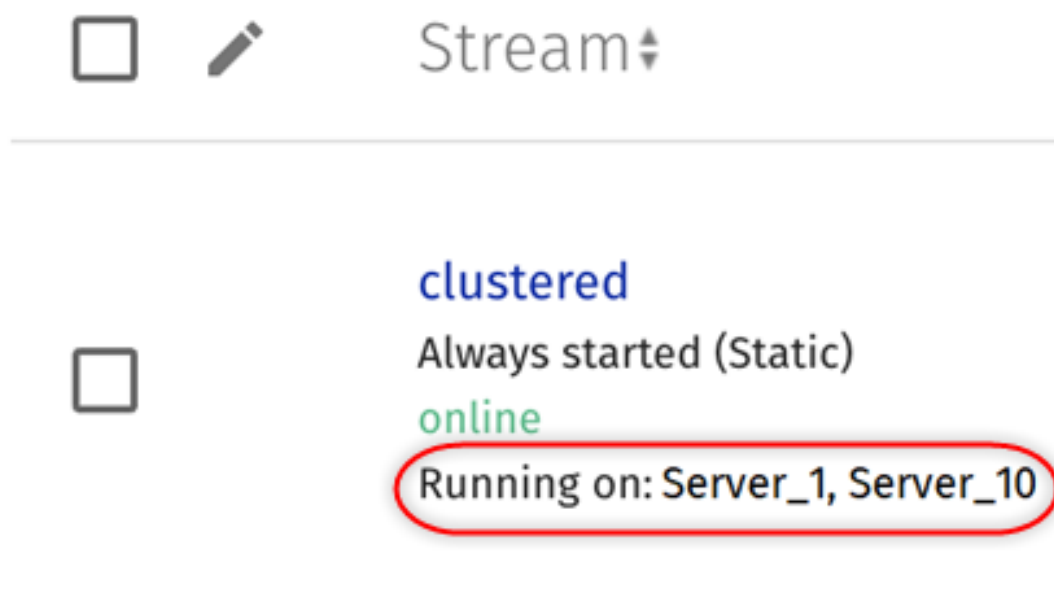 Stream
clustered
Always started (Static)
online
Running on: Server_1, Server_10